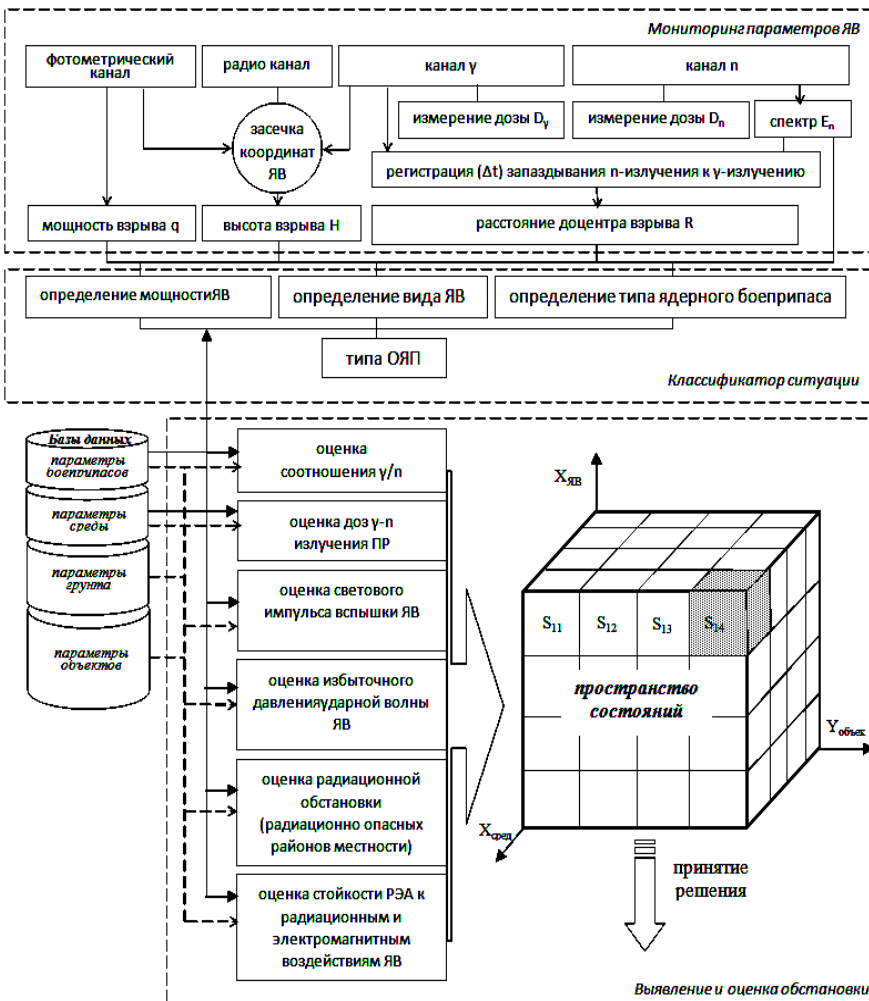 Мониторинг параметров ЯВ
фотометрический
канал
радио канал
канал γ
канал n
засечка
координат
ЯВ
измерение дозы Dγ
измерение дозы Dn
спектр En
регистрация (Δt) запаздывания n-излучения к γ-излучению
мощность взрыва q
высота взрыва H
расстояние доцентра взрыва R
определение мощностиЯВ
определение вида ЯВ
определение типа ядерного боеприпаса
типа ОЯП
Классификатор ситуации
Базы данных
параметры
боеприпасов
параметры
среды
параметры
грунта
параметры
объектов
оценка
соотношения γ/n
оценка доз γ-n
излучения ПР
оценка светового
импульса вспышки ЯВ
оценка избыточного
давленияударной волны
ЯВ
оценка радиационной
обстановки
(радиационно опасных
районов местности)
оценка стойкости РЭА к
радиационным и
электромагнитным
воздействиям ЯВ
XЯВ
S11 S12 S13 S14
пространство
состояний
Yобъек
Xсред
принятие
решения
Выявление и оценка обстановки